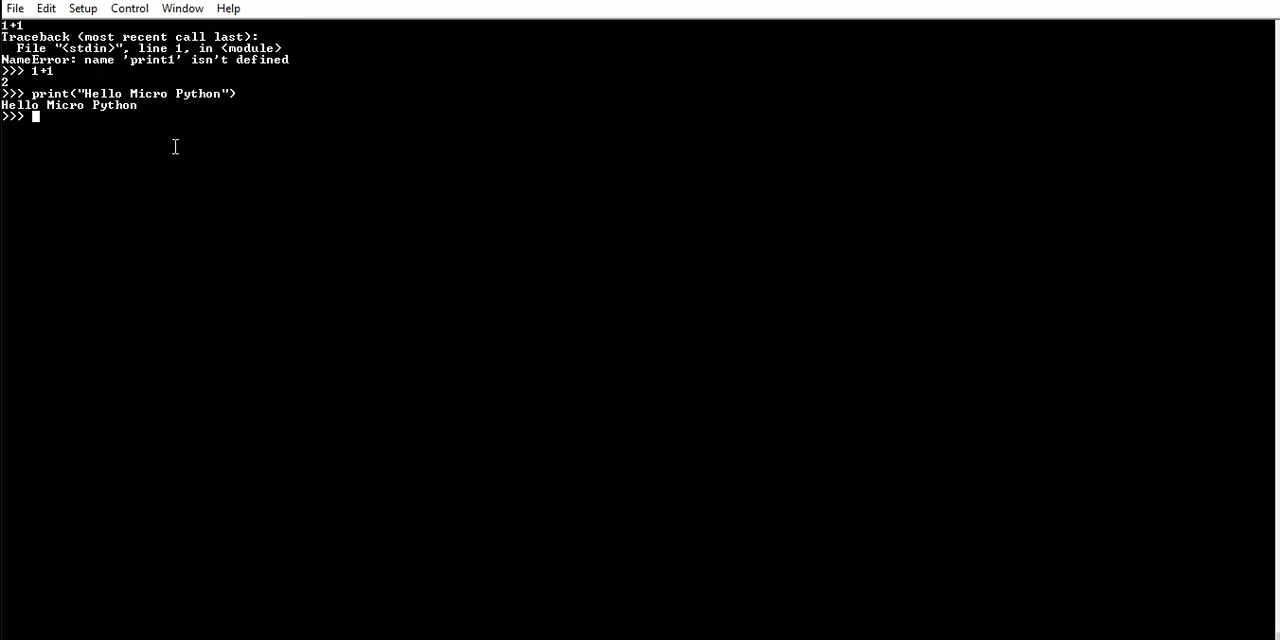 File Edit Setup Control Window Help
1+1
Traceback (most recent call last):
  File "<stdin>", line 1, in <module>
NameError: name 'print1' isn't defined
>>> 1+1
2
>>> print("Hello Micro Python")
Hello Micro Python
>>>